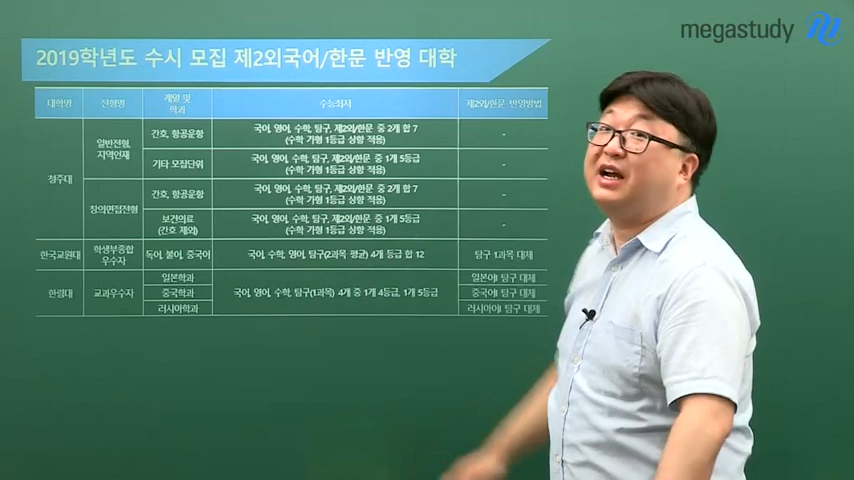 megastudy
2019학년도 수시 모집 제2외국어/한문 반영 대학
대학명 전형명 계열 및 학과 수능최저 제2외/한문 반영방법
청주대 일반전형, 지역인재 간호, 항공운항 국어, 영어, 수학, 탐구, 제2외/한문 중 2개 합 7 -
(수학 가형 1등급 상향 적용)
기타 모집단위 국어, 영어, 수학, 탐구, 제2외/한문 중 1개 5등급 -
(수학 가형 1등급 상향 적용)
창의면접전형 간호, 항공운항 국어, 영어, 수학, 탐구, 제2외/한문 중 2개 합 7 -
(수학 가형 1등급 상향 적용)
보건의료 (간호 제외) 국어, 영어, 수학, 탐구, 제2외/한문 중 1개 5등급 -
(수학 가형 1등급 상향 적용)
한국교원대 학생부종합 우수자 독어, 불어, 중국어 국어, 수학, 영어, 탐구(2과목 평균) 4개 등급 합 12 탐구 1과목 대체
한림대 교과우수자 일본학과 국어, 영어, 수학, 탐구(1과목) 4개 중 1개 4등급, 1개 5등급 일본어Ⅰ 탐구 대체
중국학과 중국어Ⅰ 탐구 대체
러시아학과 러시아어Ⅰ 탐구 대체